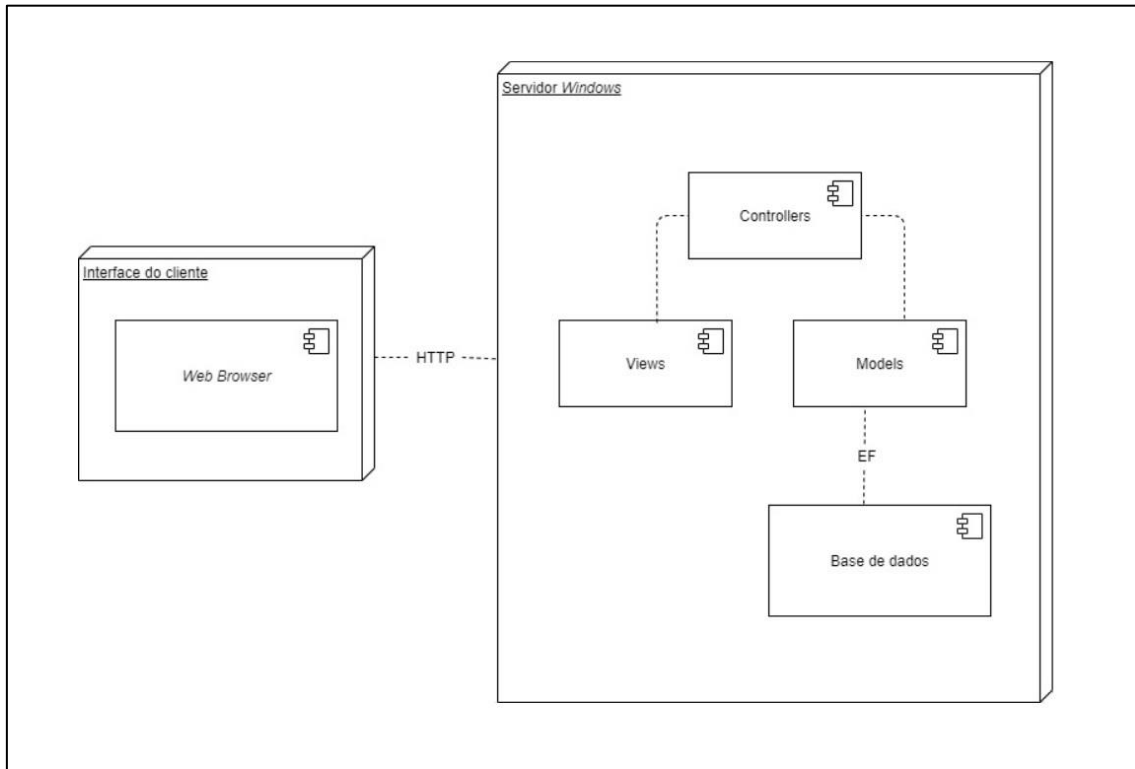 Servidor Windows
Controllers
Interface do cliente
Web Browser
HTTP
Views
Models
EF
Base de dados